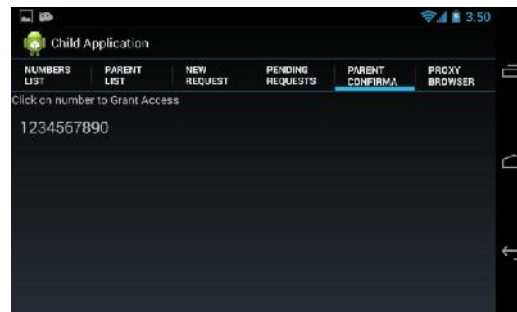 3:50
Child Application
NUMBERS LIST
PARENT LIST
NEW REQUEST
PENDING REQUESTS
PARENT CONFIRMA
PROXY BROWSER
Click on number to Grant Access
1234567890